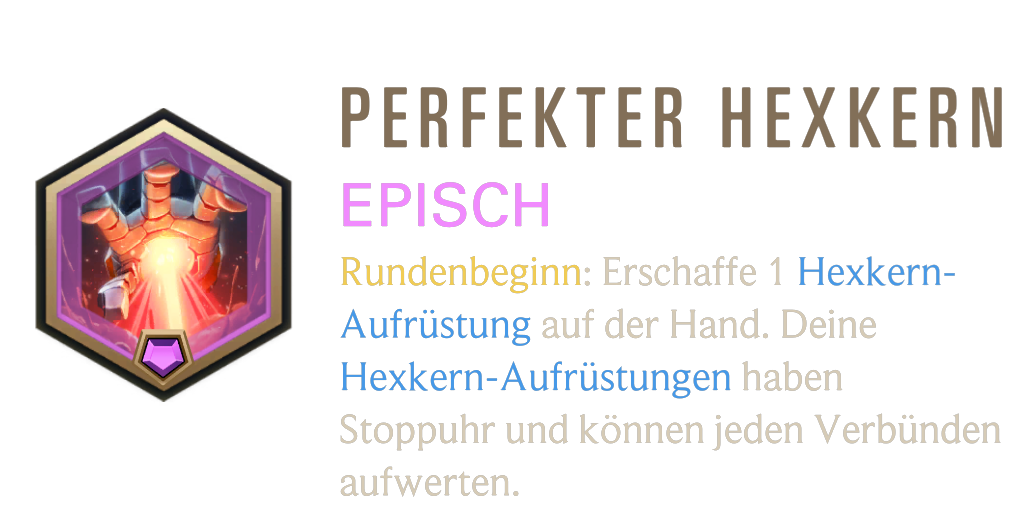 PERFEKTER HEXKERN
EPISCH
Rundenbeginn: Erschaffe 1 Hexkern-
Aufrüstung auf der Hand. Deine
Hexkern-Aufrüstungen haben
Stoppuhr und können jeden Verbünden
aufwerten.